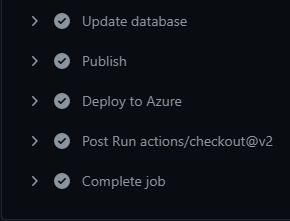 Update database
Publish
Deploy to Azure
Post Run actions/checkout@v2
Complete job